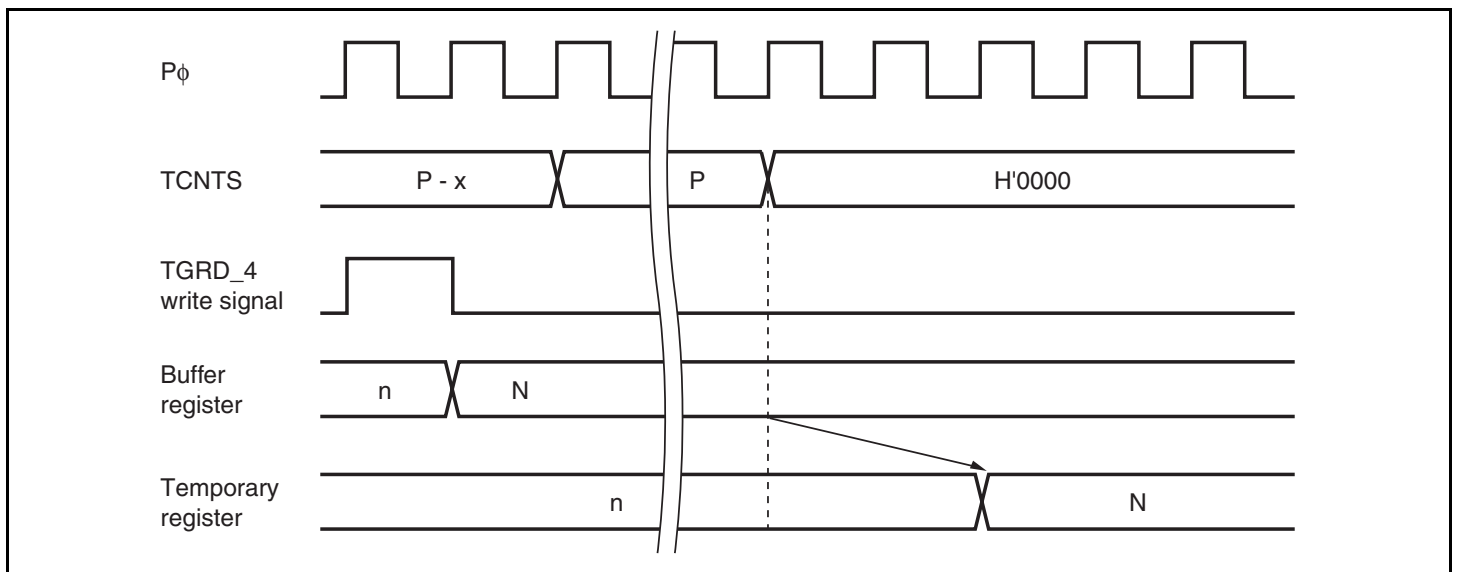 Pϕ
TCNTS
P - x
P
H'0000
TGRD_4
write signal
Buffer
register
n
N
Temporary
register
n
N